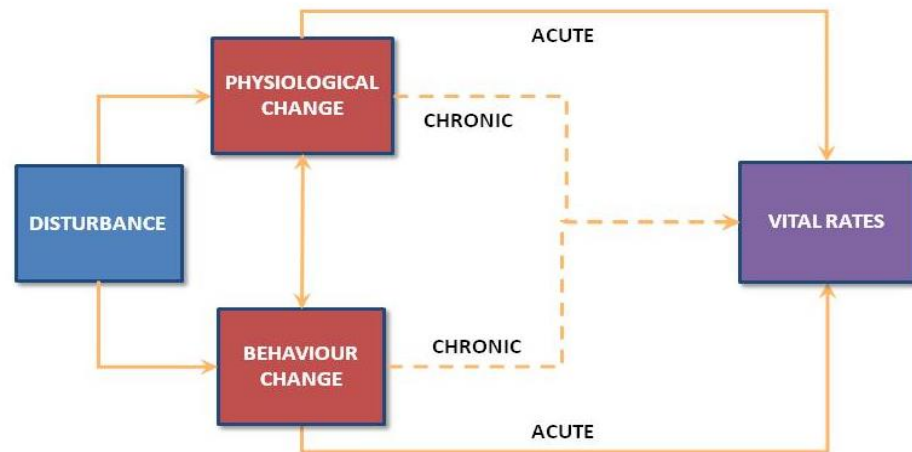 ACUTE
PHYSIOLOGICAL
CHANGE
CHRONIC
DISTURBANCE
VITAL RATES
CHRONIC
BEHAVIOUR
CHANGE
ACUTE